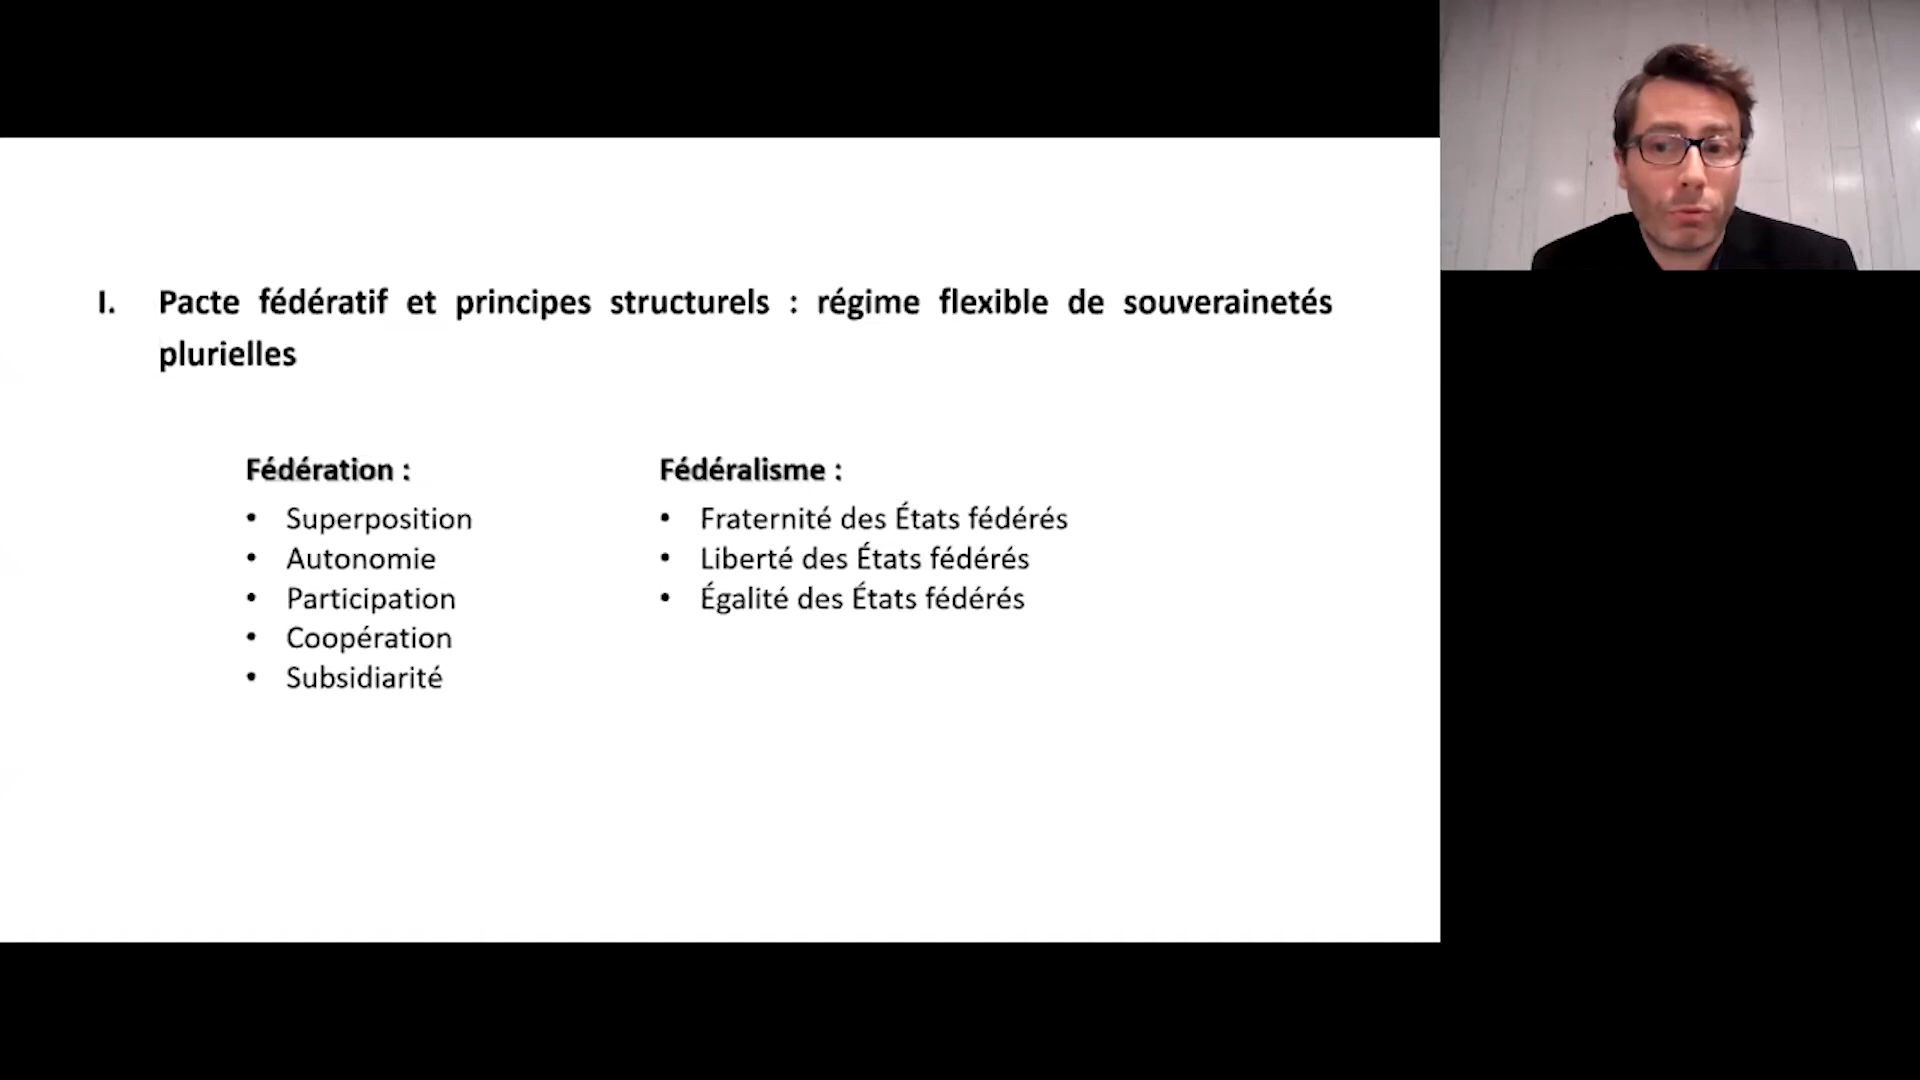 I. Pacte fédératif et principes structurels : régime flexible de souverainetés
plurielles
Fédération :
• Superposition
• Autonomie
• Participation
• Coopération
• Subsidiarité
Fédéralisme :
• Fraternité des États fédérés
• Liberté des États fédérés
• Égalité des États fédérés